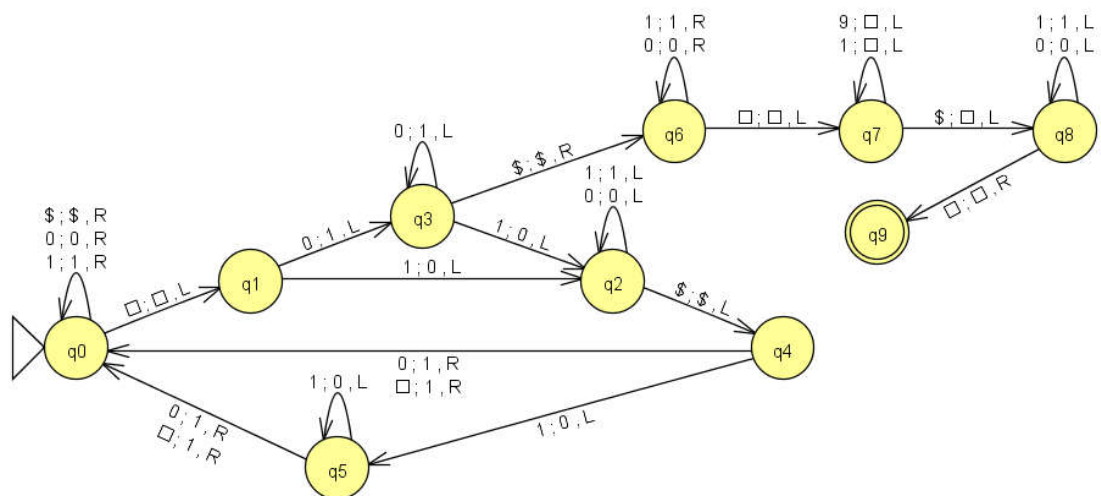 1 ; 1 , R
0 ; 0 , R
9 ; □ , L
1 ; □ , L
1 ; 1 , L
0 ; 0 , L
q6
□ ; □ , L
q7
$ ; □ , L
q8
0 ; 1 , L
$ ; $ , R
1 ; 1 , L
0 ; 0 , L
□ ; □ , R
q3
q9
$ ; $ , R
0 ; 0 , R
1 ; 1 , R
0 ; 1 , L
1 ; 0 , L
□ ; □ , L
q1
1 ; 0 , L
q2
$ ; $ , L
q0
q4
0 ; 1 , R
□ ; 1 , R
1 ; 0 , L
1 ; 0 , L
0 ; 1 , R
□ ; 1 , R
q5